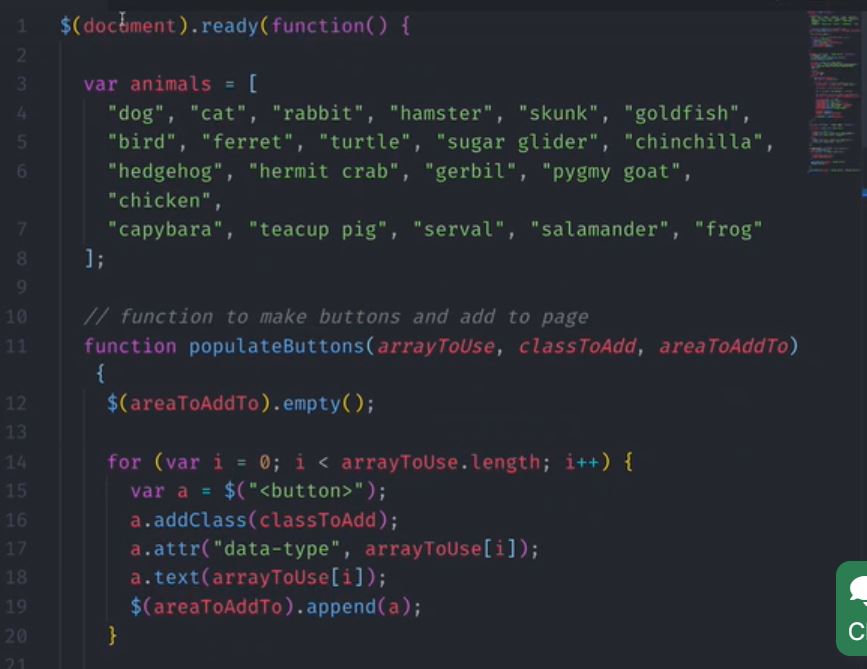 1 $(document).ready(function() {
2
3 var animals = [
4 "dog", "cat", "rabbit", "hamster", "skunk", "goldfish",
5 "bird", "ferret", "turtle", "sugar glider", "chinchilla",
6 "hedgehog", "hermit crab", "gerbil", "pygmy goat",
"chicken",
7 "capybara", "teacup pig", "serval", "salamander", "frog"
8 ];
9
10 // function to make buttons and add to page
11 function populateButtons(arrayToUse, classToAdd, areaToAddTo)
{
12 $(areaToAddTo).empty();
13
14 for (var i = 0; i < arrayToUse.length; i++) {
15 var a = $("<button>");
16 a.addClass(classToAdd);
17 a.attr("data-type", arrayToUse[i]);
18 a.text(arrayToUse[i]);
19 $(areaToAddTo).append(a);
20 }
21